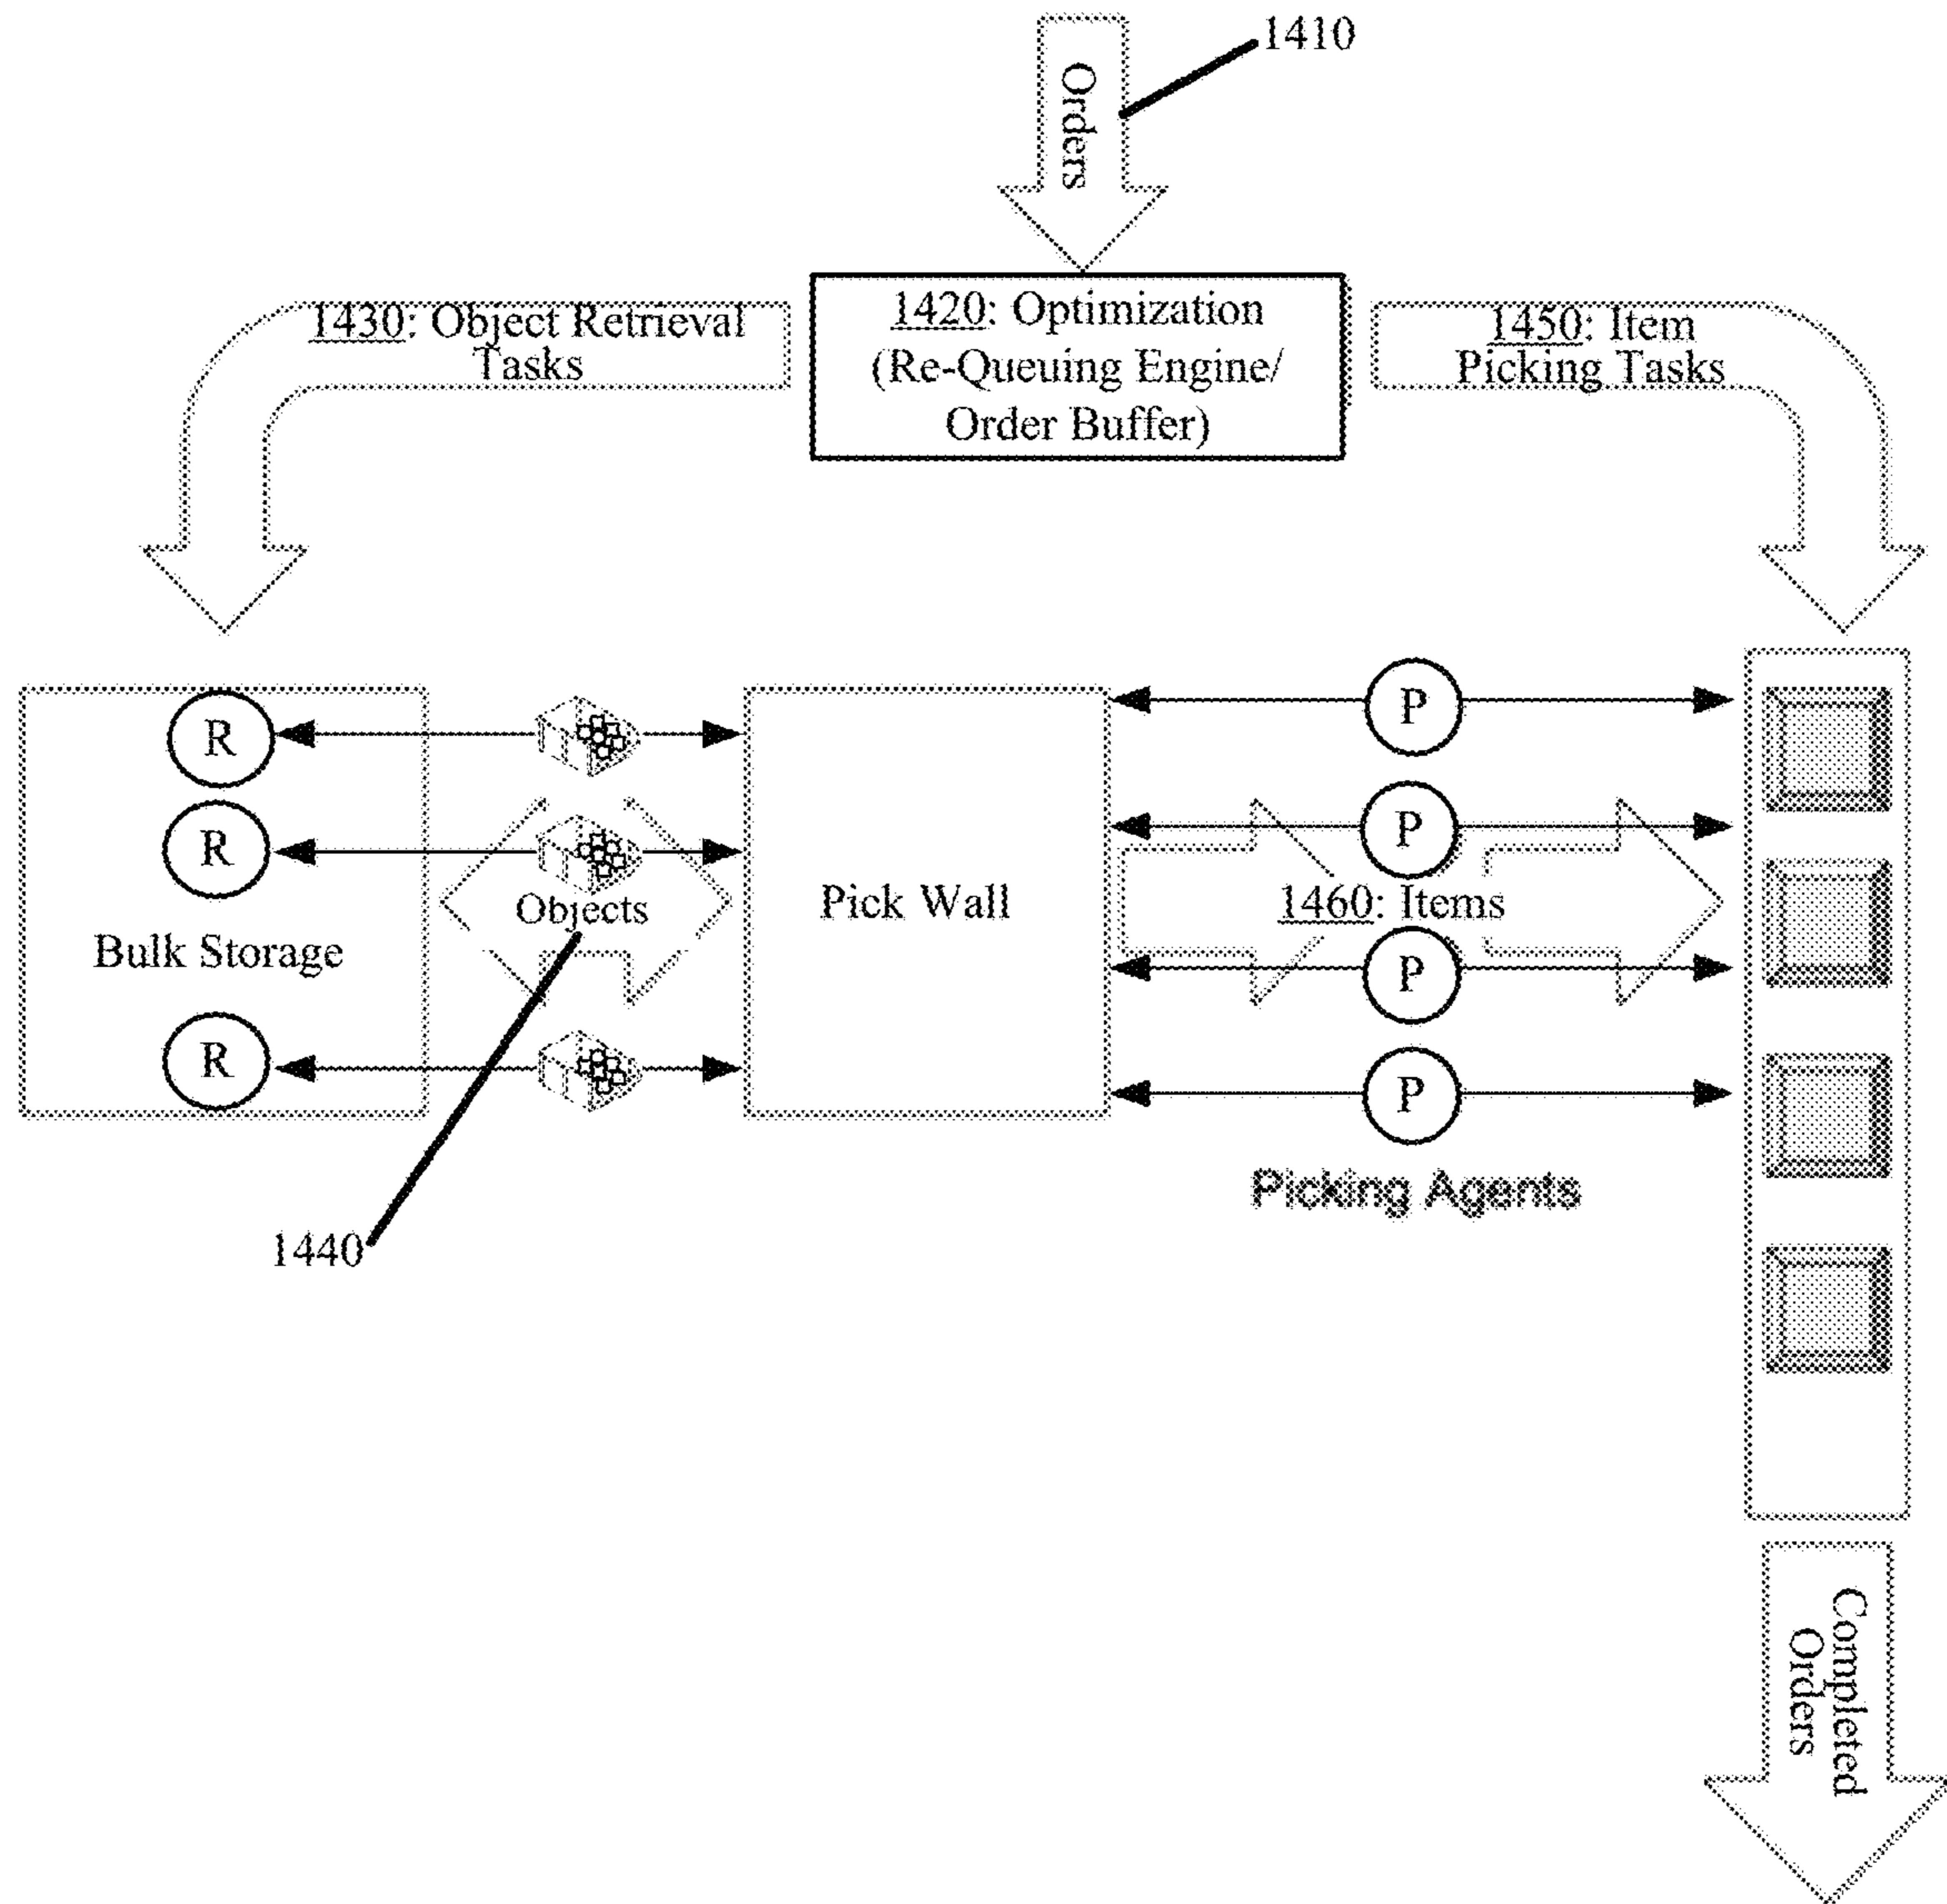 1410
Orders
1430: Object Retrieval
Tasks
1420: Optimization
(Re-Queuing Engine/
Order Buffer)
1450: Item
Picking Tasks
R
R
R
Bulk Storage
Objects
1440
Pick Wall
P
P
P
P
1460: Items
Picking Agents
Completed
Orders